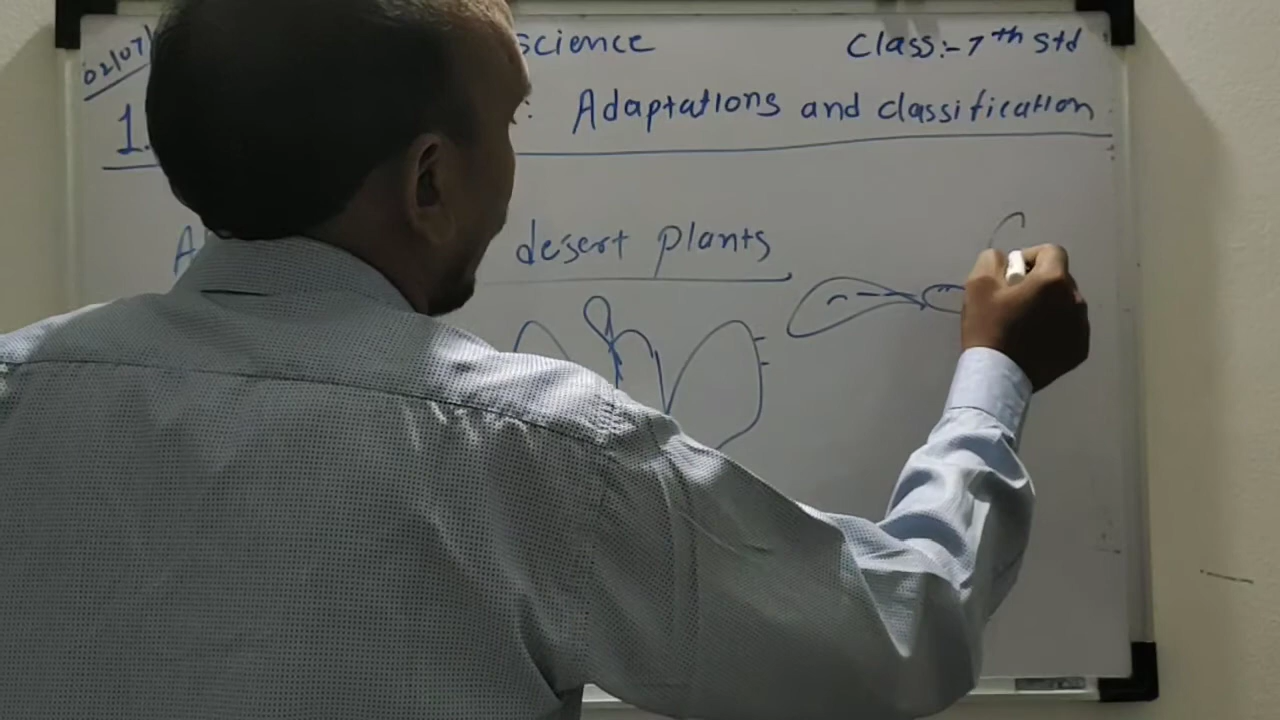 02/07/ science Class:- 7th std
1. : Adaptations and classification
A desert plants